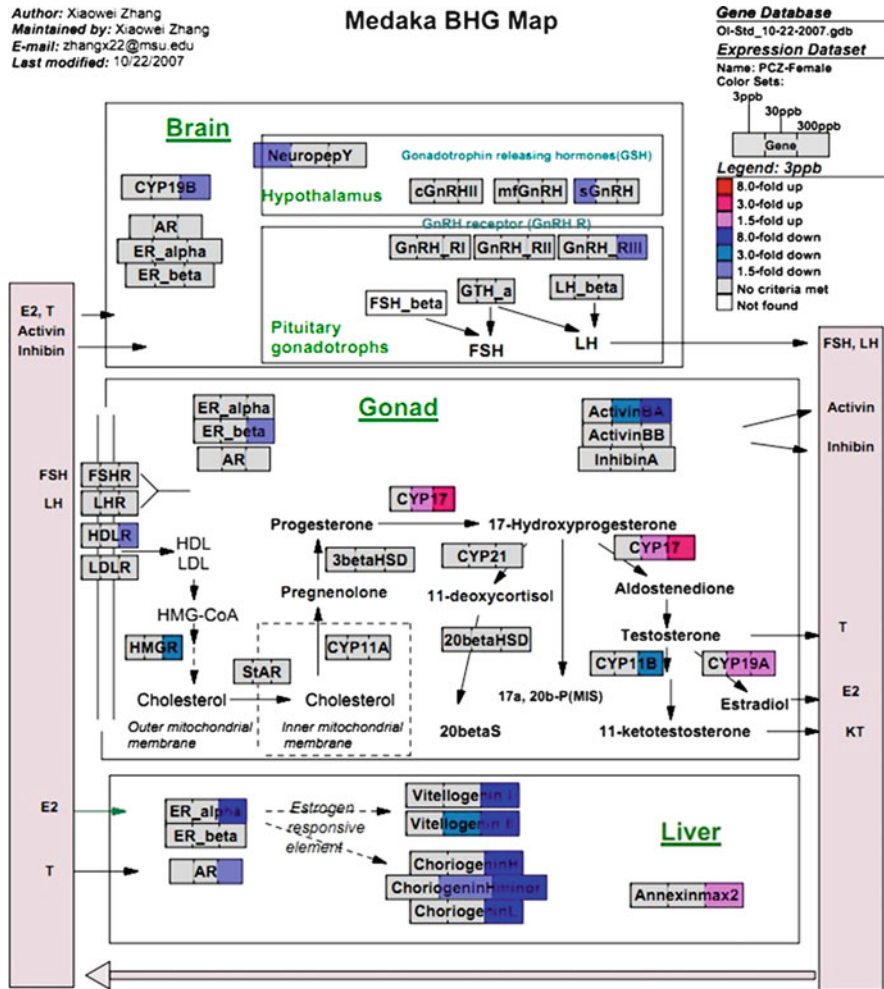 Author: Xiaowei Zhang
Maintained by: Xiaowei Zhang
E-mail: zhangx22@msu.edu
Last modified: 10/22/2007
Medaka BHG Map
Gene Database
OI-Std_10-22-2007.gdb
Expression Dataset
Name: PCZ-Female
Color Sets:
3ppb
30ppb
300ppb
Gene
Legend: 3ppb
8.0-fold up
3.0-fold up
1.5-fold up
8.0-fold down
3.0-fold down
1.5-fold down
No criteria met
Not found
Brain
NeuropepY
Gonadotrophin releasing hormones(GSH)
CYP19B
Hypothalamus
cGnRHII
mfGnRH
sGnRH
AR
ER_alpha
ER_beta
GnRH receptor (GnRH R)
GnRH_RI
GnRH_RII
GnRH_RIII
FSH_beta
GTH_a
LH_beta
Pituitary
gonadotrophs
FSH
LH
E2, T
Activin
Inhibin
FSH, LH
Gonad
ER_alpha
ER_beta
AR
ActivinBA
ActivinBB
InhibinA
Activin
Inhibin
FSH
LH
FSHR
LHR
HDLR
LDLR
HDL
LDL
HMG-CoA
HMGR
Cholesterol
Outer mitochondrial
membrane
StAR
Cholesterol
Inner mitochondrial
membrane
CYP11A
Pregnenolone
3betaHSD
Progesterone
CYP17
17-Hydroxyprogesterone
CYP21
11-deoxycortisol
20betaHSD
20betaS
17a, 20b-P(MIS)
CYP17
Aldostenedione
Testosterone
CYP11B
CYP19A
Estradiol
11-ketotestosterone
T
E2
KT
E2
T
ER_alpha
ER_beta
AR
Estrogen
responsive
element
Vitellogenin I
Vitellogenin II
ChoriogeninH
ChoriogeninHminor
ChoriogeninL
Liver
Annexinmax2